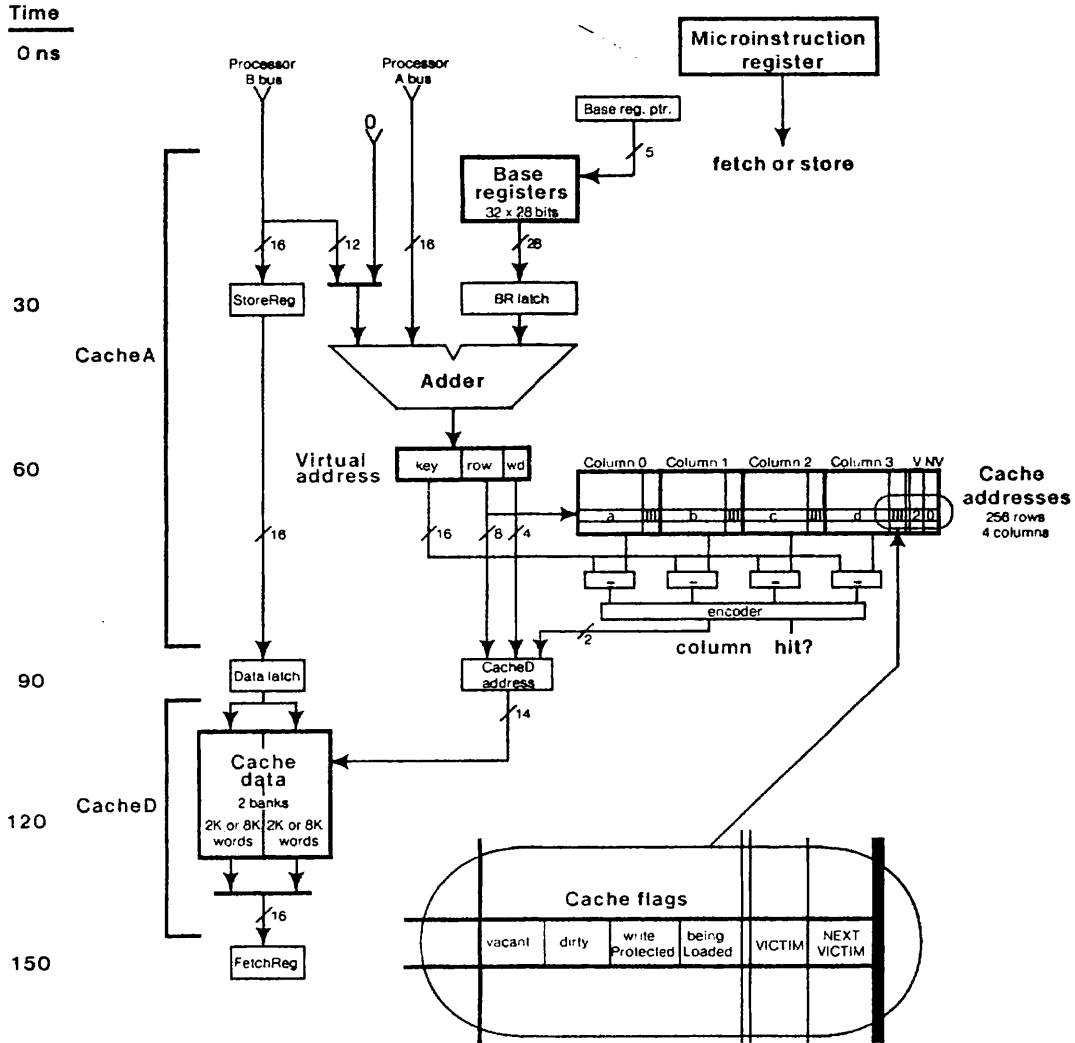 Time
0 ns
Microinstruction
register
Processor
B bus
Processor
A bus
Base reg. ptr.
0
5
fetch or store
Base
registers
32 x 28 bits
16
12
16
28
30
StoreReg
BR latch
CacheA
Adder
60
Virtual
address
key
row
wd
Column 0
Column 1
Column 2
Column 3
V
NV
Cache
addresses
256 rows
4 columns
a
b
c
d
2
0
16
16
8
4
=
=
=
=
encoder
2
column
hit?
90
Data latch
CacheD
address
14
Cache
data
2 banks
2K or 8K
words
2K or 8K
words
CacheD
120
Cache flags
16
vacant
dirty
write
Protected
being
Loaded
VICTIM
NEXT
VICTIM
150
FetchReg